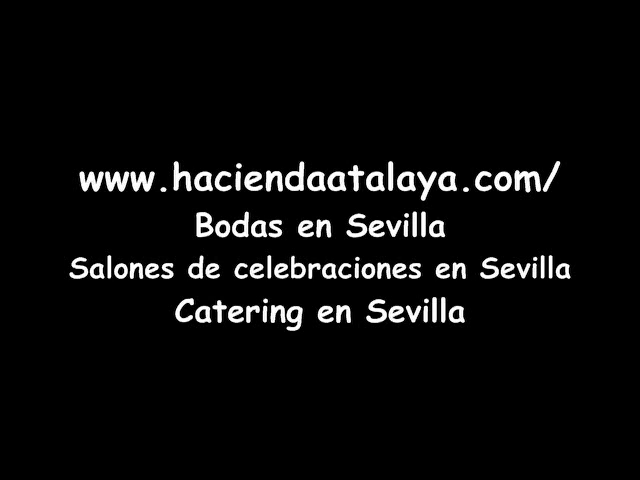 www.haciendaatalaya.com/
Bodas en Sevilla
Salones de celebraciones en Sevilla
Catering en Sevilla